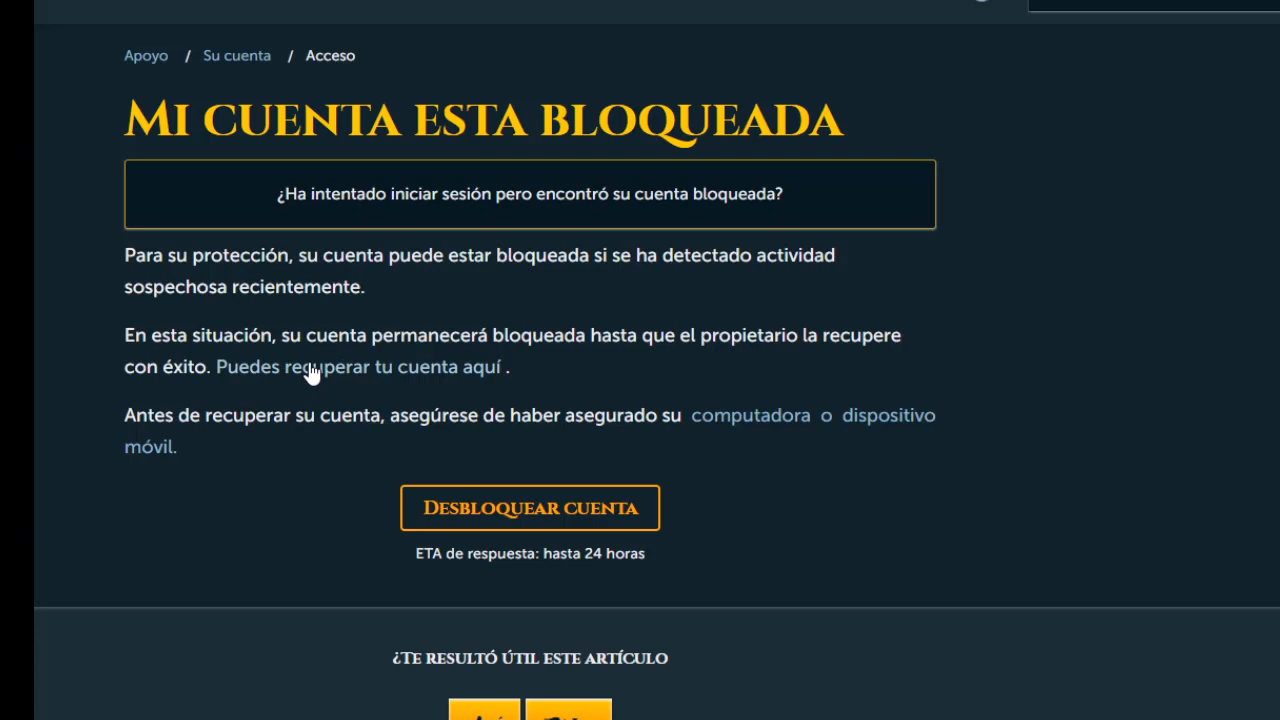 Apoyo / Su cuenta / Acceso
Mi cuenta esta bloqueada
¿Ha intentado iniciar sesión pero encontró su cuenta bloqueada?
Para su protección, su cuenta puede estar bloqueada si se ha detectado actividad
sospechosa recientemente.
En esta situación, su cuenta permanecerá bloqueada hasta que el propietario la recupere
con éxito. Puedes recuperar tu cuenta aquí .
Antes de recuperar su cuenta, asegúrese de haber asegurado su computadora o dispositivo
móvil.
Desbloquear cuenta
ETA de respuesta: hasta 24 horas
¿Te resultó útil este artículo